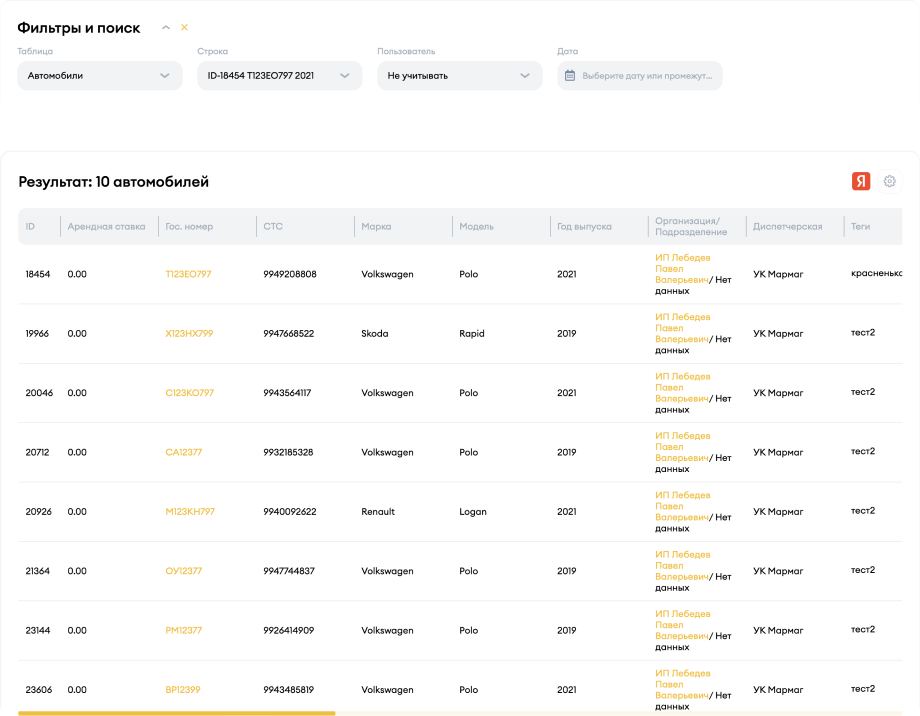 Фильтры и поиск
Таблица Строка Пользователь Дата
Автомобили ID-18454 Т123ЕО797 2021 Не учитывать Выберите дату или промежут...
Результат: 10 автомобилей Я
ID Арендная ставка Гос. номер СТС Марка Модель Год выпуска Организация/ Подразделение Диспетчерская Теги
18454 0.00 Т123ЕО797 9949208808 Volkswagen Polo 2021 ИП Лебедев Павел Валерьевич/ Нет данных УК Мармаг красненько
19966 0.00 Х123НХ799 9947668522 Skoda Rapid 2019 ИП Лебедев Павел Валерьевич/ Нет данных УК Мармаг тест2
20046 0.00 С123КО797 9943564117 Volkswagen Polo 2021 ИП Лебедев Павел Валерьевич/ Нет данных УК Мармаг тест2
20712 0.00 СА12377 9932185328 Volkswagen Polo 2019 ИП Лебедев Павел Валерьевич/ Нет данных УК Мармаг тест2
20926 0.00 М123КН797 9940092622 Renault Logan 2021 ИП Лебедев Павел Валерьевич/ Нет данных УК Мармаг тест2
21364 0.00 ОУ12377 9947744837 Volkswagen Polo 2019 ИП Лебедев Павел Валерьевич/ Нет данных УК Мармаг тест2
23144 0.00 РМ12377 9926414909 Volkswagen Polo 2019 ИП Лебедев Павел Валерьевич/ Нет данных УК Мармаг тест2
23606 0.00 ВР12399 9943485819 Volkswagen Polo 2021 ИП Лебедев Павел Валерьевич/ Нет данных УК Мармаг тест2